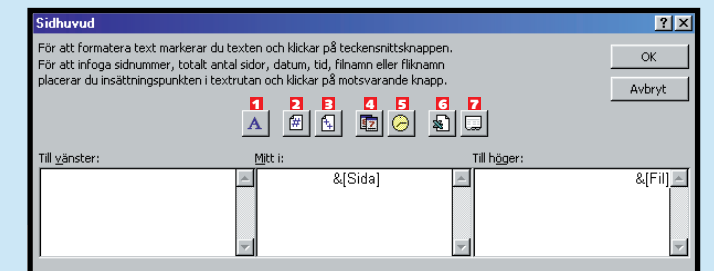 Sidhuvud
För att formatera text markerar du texten och klickar på teckensnittsknappen.
För att infoga sidnummer, totalt antal sidor, datum, tid, filnamn eller fliknamn
placerar du insättningspunkten i textrutan och klickar på motsvarande knapp.
OK
Avbryt
1 2 3 4 5 6 7
A
Till vänster: Mitt i: Till höger:
&[Sida] &[Fil]